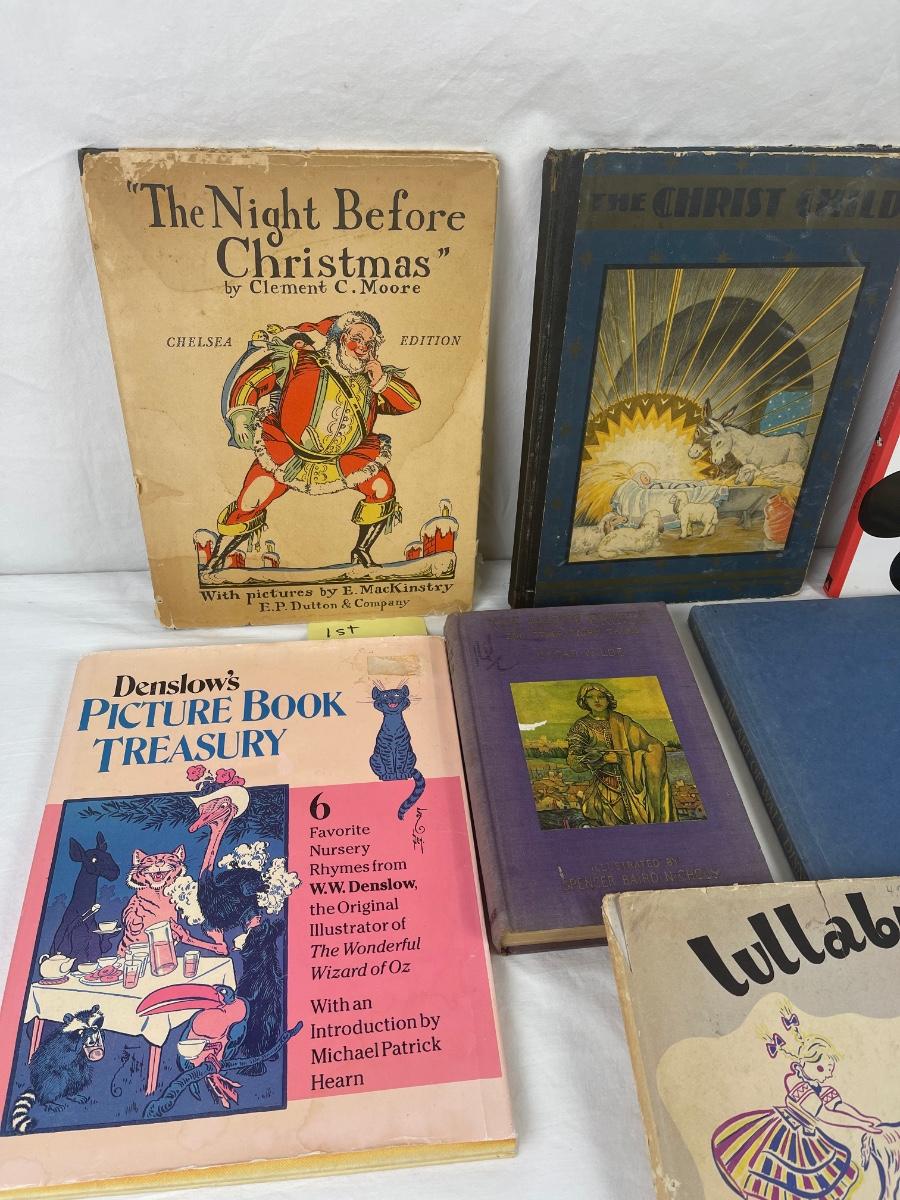 "The Night Before
Christmas"
by Clement C. Moore
CHELSEA EDITION
With pictures by E. MacKinstry
E.P. Dutton & Company
THE CHRIST CHILD
1st
Denslow's
PICTURE BOOK
TREASURY
6
Favorite
Nursery
Rhymes from
W.W. Denslow,
the Original
Illustrator of
The Wonderful
Wizard of Oz
With an
Introduction by
Michael Patrick
Hearn
OSCAR WILDE
ILLUSTRATED BY
SPENCER BAIRD NICHOLS